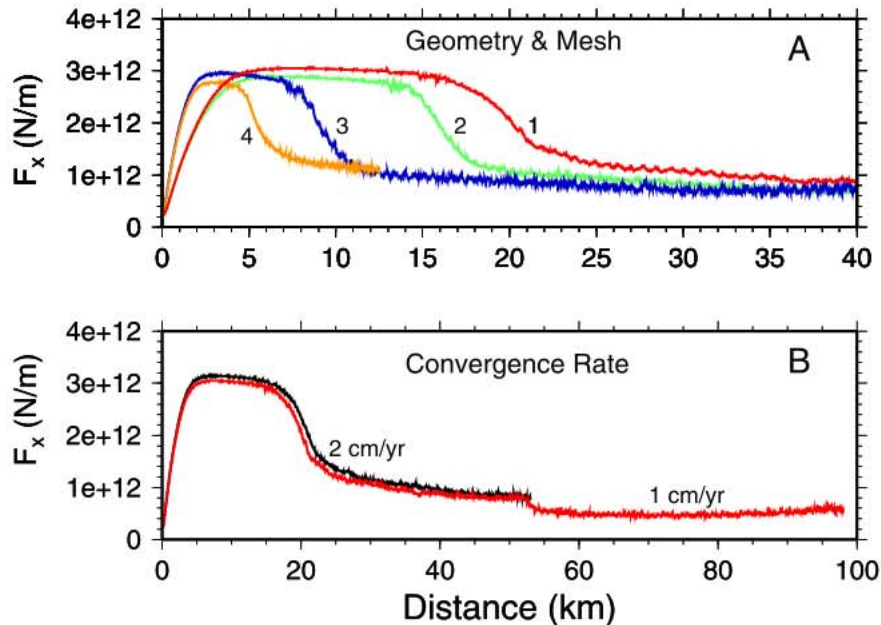 4e+12
Geometry & Mesh
A
3e+12
2e+12
1e+12
0
F_x (N/m)
4
3
2
1
0 5 10 15 20 25 30 35 40
4e+12
Convergence Rate
B
3e+12
2e+12
1e+12
0
F_x (N/m)
2 cm/yr
1 cm/yr
0 20 40 60 80 100
Distance (km)